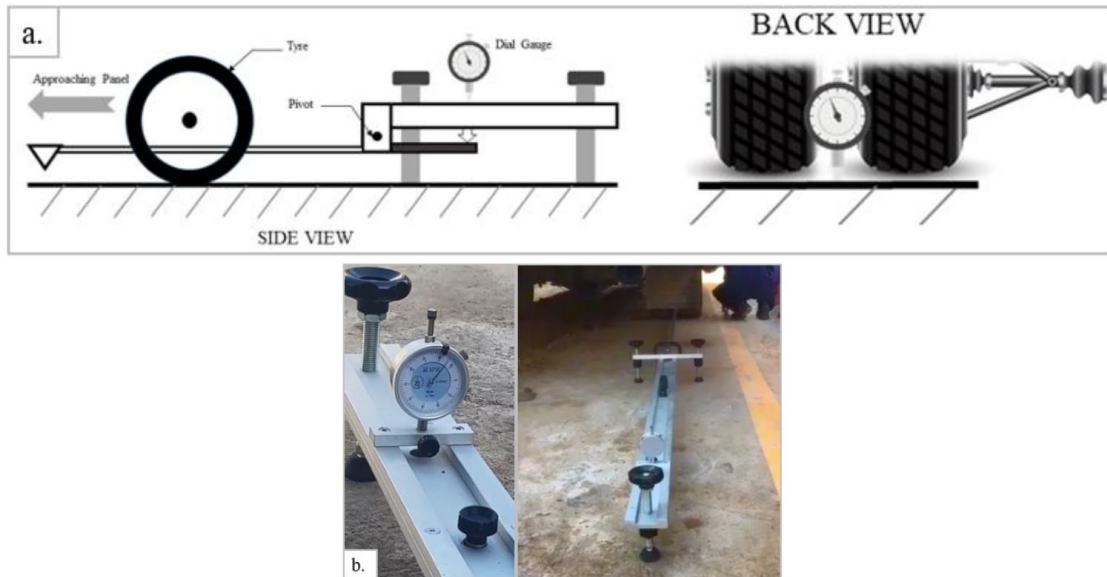 a.
BACK VIEW
Tyre
Dial Gauge
Approaching Panel
Pivot
SIDE VIEW
b.